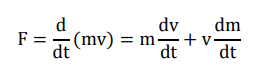 F = d/dt (mv) = m dv/dt + v dm/dt